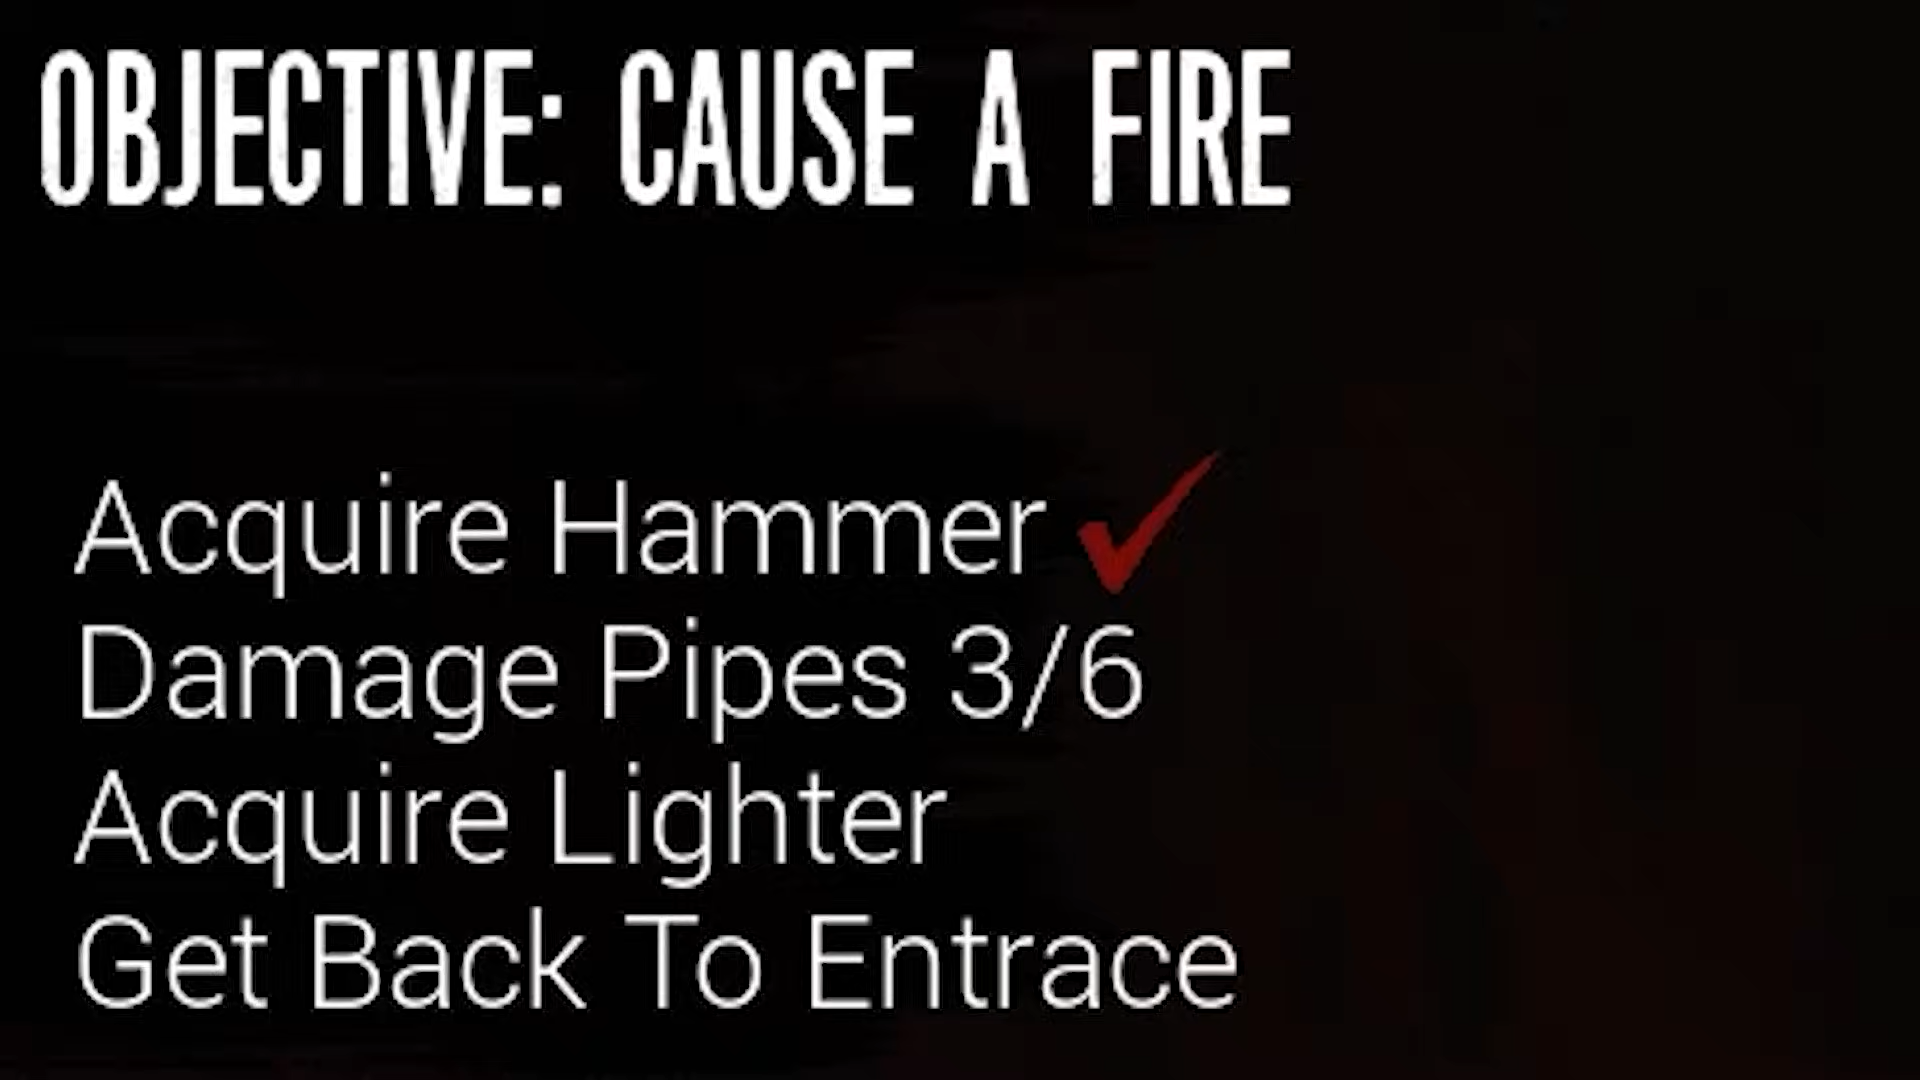 OBJECTIVE: CAUSE A FIRE
Acquire Hammer ✓
Damage Pipes 3/6
Acquire Lighter
Get Back To Entrace